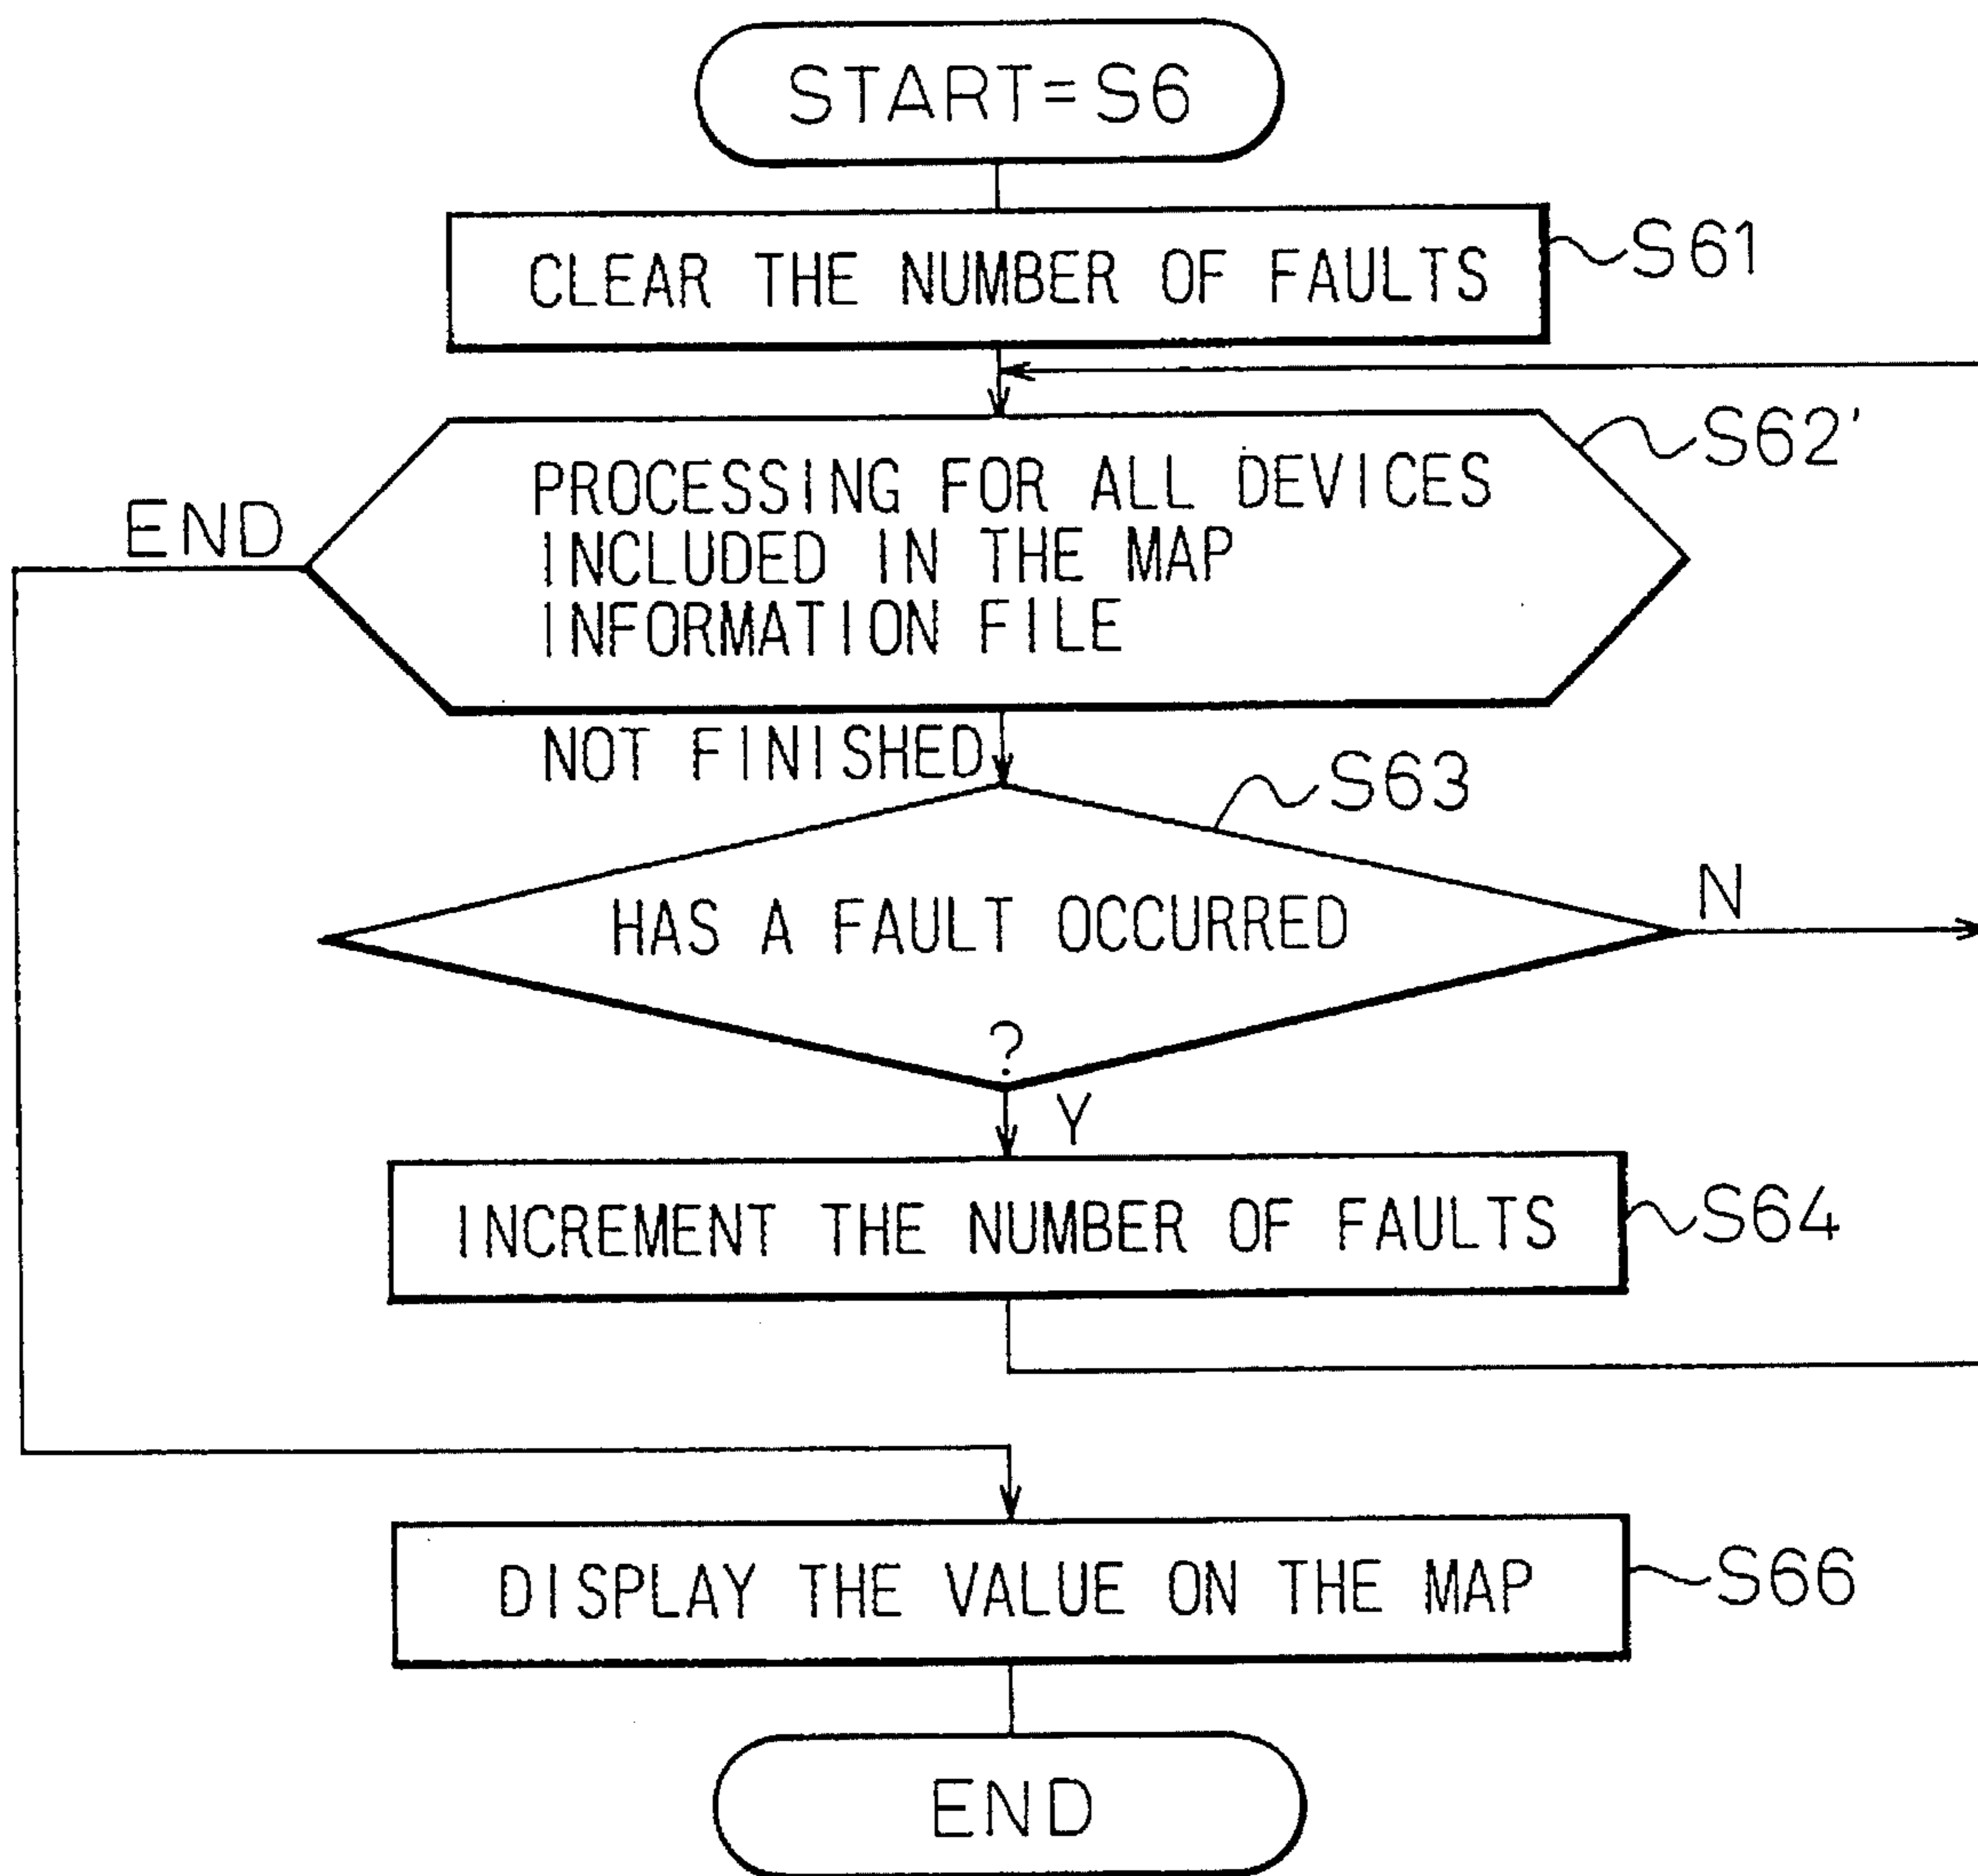 START=S6
CLEAR THE NUMBER OF FAULTS
S61
S62'
PROCESSING FOR ALL DEVICES
INCLUDED IN THE MAP
INFORMATION FILE
END
NOT FINISHED
S63
HAS A FAULT OCCURRED
?
N
Y
INCREMENT THE NUMBER OF FAULTS
S64
DISPLAY THE VALUE ON THE MAP
S66
END